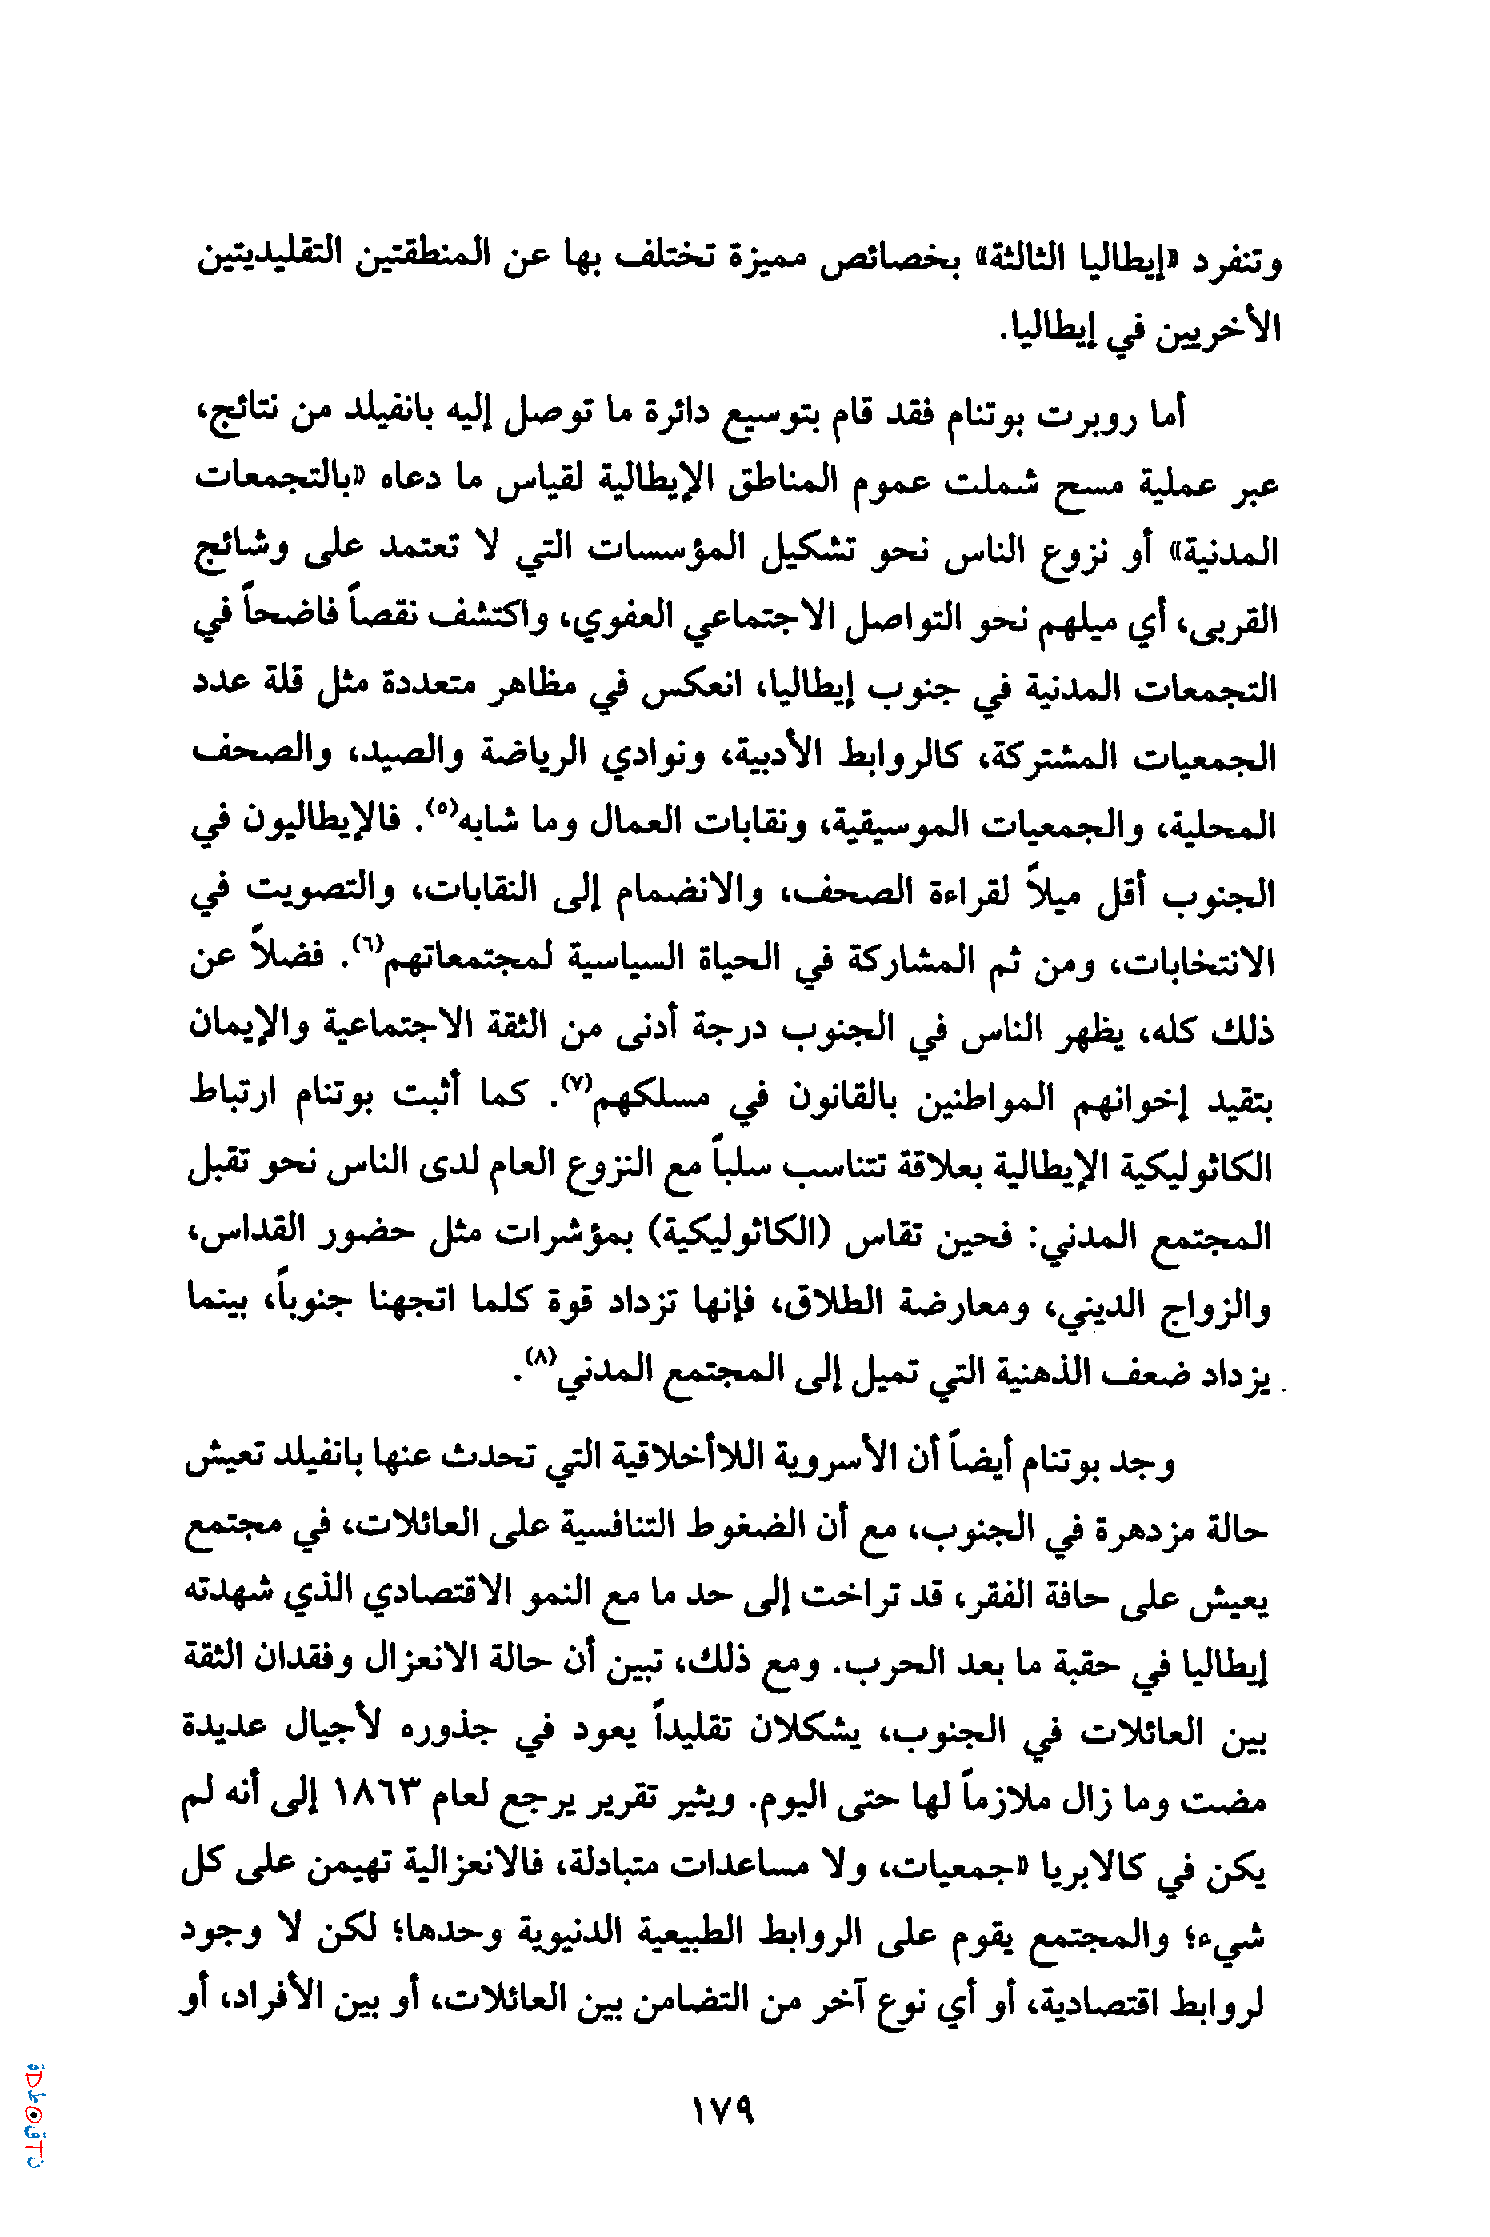 وتنفرد «إيطاليا الثالثة» بخصائص مميزة تختلف بها عن المنطقتين التقليديتين
الأخريين في إيطاليا.
أما روبرت بوتنام فقد قام بتوسيع دائرة ما توصل إليه بانفيلد من نتائج،
عبر عملية مسح شملت عموم المناطق الإيطالية لقياس ما دعاه «بالتجمعات
المدنية» أو نزوع الناس نحو تشكيل المؤسسات التي لا تعتمد على وشائج
القربى، أي ميلهم نحو التواصل الاجتماعي العفوي، واكتشف نقصاً فاضحاً في
التجمعات المدنية في جنوب إيطاليا، انعكس في مظاهر متعددة مثل قلة عدد
الجمعيات المشتركة، كالروابط الأدبية، ونوادي الرياضة والصيد، والصحف
المحلية، والجمعيات الموسيقية، ونقابات العمال وما شابه(٥). فالإيطاليون في
الجنوب أقل ميلاً لقراءة الصحف، والانضمام إلى النقابات، والتصويت في
الانتخابات، ومن ثم المشاركة في الحياة السياسية لمجتمعاتهم(٦). فضلاً عن
ذلك كله، يظهر الناس في الجنوب درجة أدنى من الثقة الاجتماعية والإيمان
بتقيد إخوانهم المواطنين بالقانون في مسلكهم(٧). كما أثبت بوتنام ارتباط
الكاثوليكية الإيطالية بعلاقة تتناسب سلباً مع النزوع العام لدى الناس نحو تقبل
المجتمع المدني: فحين تقاس (الكاثوليكية) بمؤشرات مثل حضور القداس،
والزواج الديني، ومعارضة الطلاق، فإنها تزداد قوة كلما اتجهنا جنوباً، بينما
يزداد ضعف الذهنية التي تميل إلى المجتمع المدني(٨).
وجد بوتنام أيضاً أن الأسروية اللاأخلاقية التي تحدث عنها بانفيلد تعيش
حالة مزدهرة في الجنوب، مع أن الضغوط التنافسية على العائلات، في مجتمع
يعيش على حافة الفقر، قد تراخت إلى حد ما مع النمو الاقتصادي الذي شهدته
إيطاليا في حقبة ما بعد الحرب. ومع ذلك، تبين أن حالة الانعزال وفقدان الثقة
بين العائلات في الجنوب، يشكلان تقليداً يعود في جذوره لأجيال عديدة
مضت وما زال ملازماً لها حتى اليوم. ويثير تقرير يرجع لعام ١٨٦٣ إلى أنه لم
يكن في كالابريا «جمعيات، ولا مساعدات متبادلة، فالانعزالية تهيمن على كل
شيء؛ والمجتمع يقوم على الروابط الطبيعية الدنيوية وحدها؛ لكن لا وجود
لروابط اقتصادية، أو أي نوع آخر من التضامن بين العائلات، أو بين الأفراد، أو
١٧٩